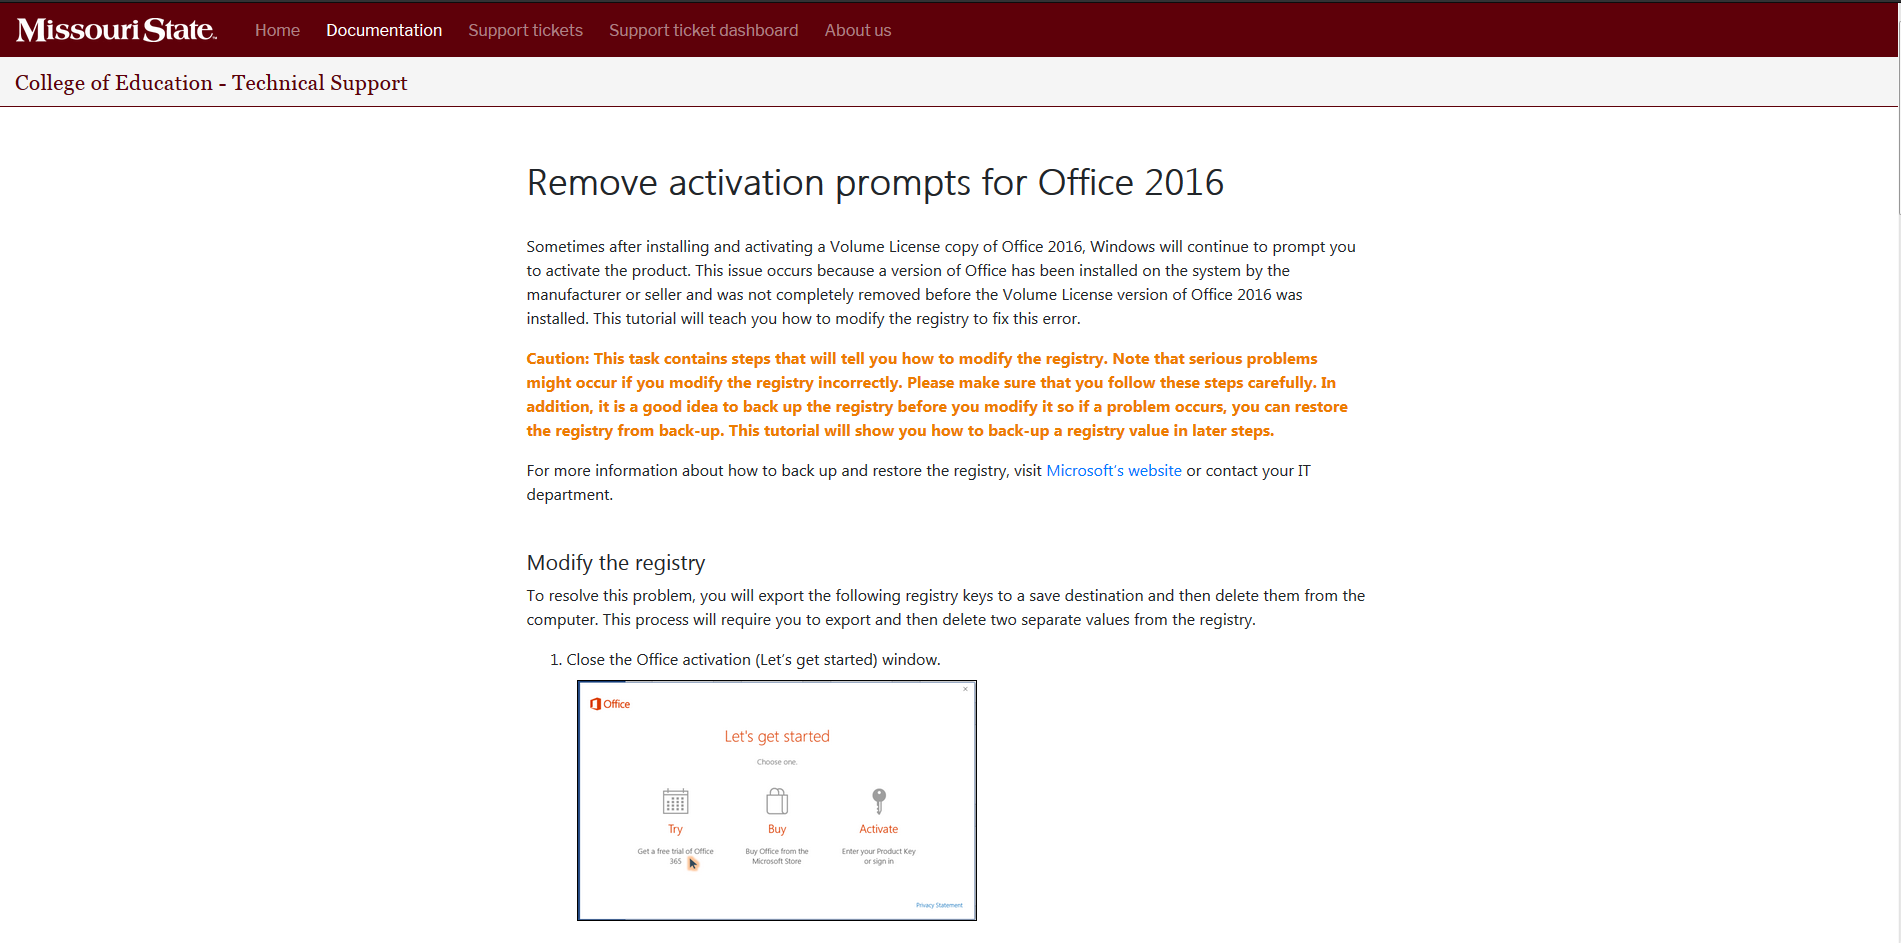 Missouri State™
Home Documentation Support tickets Support ticket dashboard About us
College of Education - Technical Support
Remove activation prompts for Office 2016
Sometimes after installing and activating a Volume License copy of Office 2016, Windows will continue to prompt you
to activate the product. This issue occurs because a version of Office has been installed on the system by the
manufacturer or seller and was not completely removed before the Volume License version of Office 2016 was
installed. This tutorial will teach you how to modify the registry to fix this error.
Caution: This task contains steps that will tell you how to modify the registry. Note that serious problems
might occur if you modify the registry incorrectly. Please make sure that you follow these steps carefully. In
addition, it is a good idea to back up the registry before you modify it so if a problem occurs, you can restore
the registry from back-up. This tutorial will show you how to back-up a registry value in later steps.
For more information about how to back up and restore the registry, visit Microsoft's website or contact your IT
department.
Modify the registry
To resolve this problem, you will export the following registry keys to a save destination and then delete them from the
computer. This process will require you to export and then delete two separate values from the registry.
1. Close the Office activation (Let's get started) window.
Office
Let's get started
Choose one.
Try Buy Activate
Get a free trial of Office Buy Office from the Enter your Product Key
365 Microsoft Store or sign in
Privacy Statement